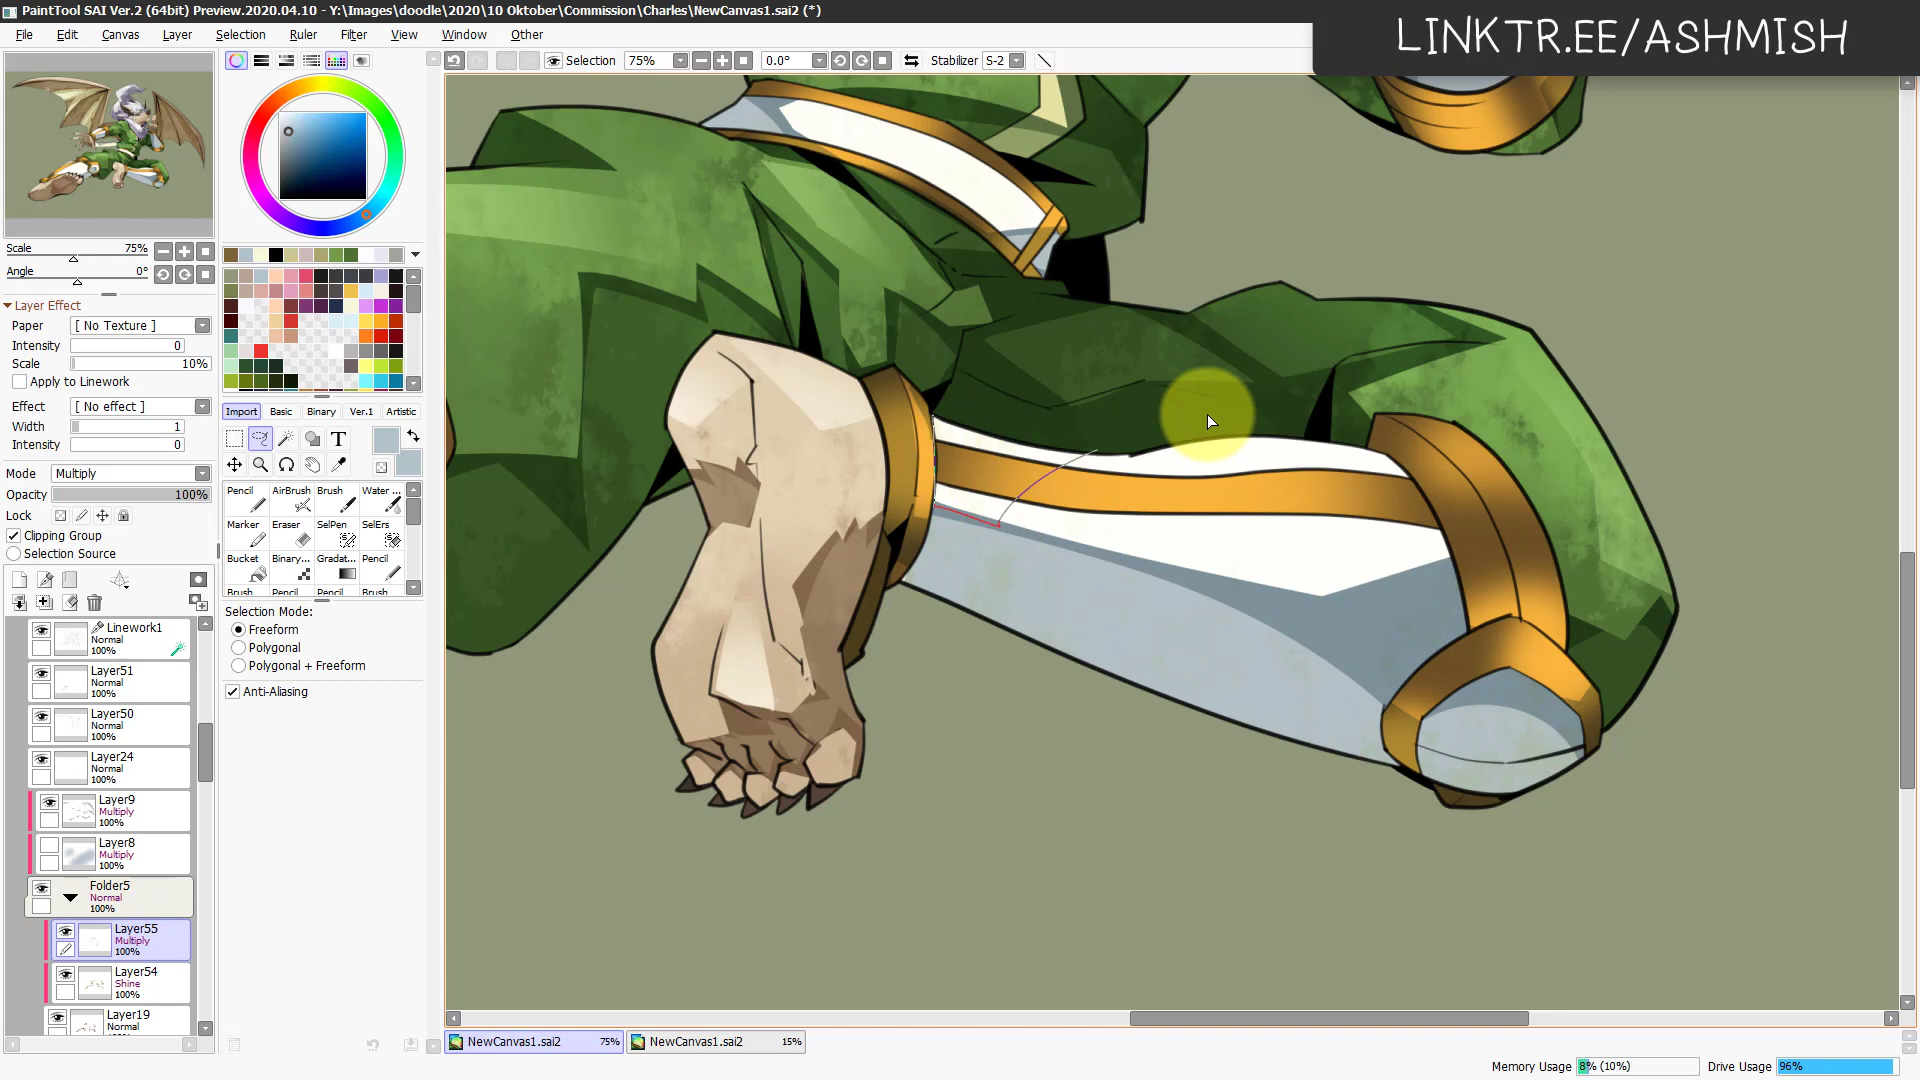 PaintTool SAI Ver.2 (64bit) Preview.2020.04.10 - Y:\Images\doodle\2020\10 Oktober\Commission\Charles\NewCanvas1.sai2 (*)
LINKTR.EE/ASHMISH
File Edit Canvas Layer Selection Ruler Filter View Window Other
Selection 75% 0.0° Stabilizer S-2
Scale 75%
Angle 0°
Layer Effect
Paper [ No Texture ]
Intensity 0
Scale 10%
Apply to Linework
Effect [ No effect ]
Width 1
Intensity 0
Mode Multiply
Opacity 100%
Lock
Clipping Group
Selection Source
Import Basic Binary Ver.1 Artistic
T
Pencil AirBrush Brush Water ...
Marker Eraser SelPen SelErs
Bucket Binary... Gradat... Pencil
Brush Pencil Pencil Brush
Selection Mode:
Freeform
Polygonal
Polygonal + Freeform
Anti-Aliasing
Linework1
Normal
100%
Layer51
Normal
100%
Layer50
Normal
100%
Layer24
Normal
100%
Layer9
Multiply
100%
Layer8
Multiply
100%
Folder5
Normal
100%
Layer55
Multiply
100%
Layer54
Shine
100%
Layer19
Normal
NewCanvas1.sai2 75% NewCanvas1.sai2 15%
Memory Usage 8% (10%) Drive Usage 96%